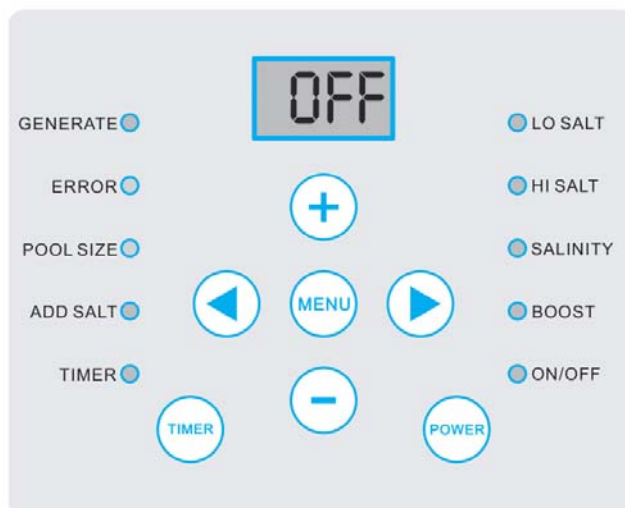 OFF
GENERATE
LO SALT
ERROR
HI SALT
+
POOL SIZE
SALINITY
ADD SALT
MENU
BOOST
TIMER
ON/OFF
−
TIMER
POWER